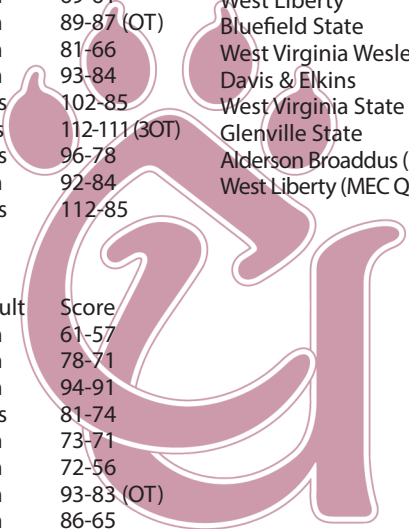 89-87 (OT)
81-66
93-84
102-85
112-111 (3OT)
96-78
92-84
112-85
West Liberty
Bluefield State
West Virginia
Davis & Elkins
West Virginia State
Glenville State
Alderson Broaddus (
West Liberty (MEC
Score
61-57
78-71
94-91
81-74
73-71
72-56
93-83 (OT)
86-65